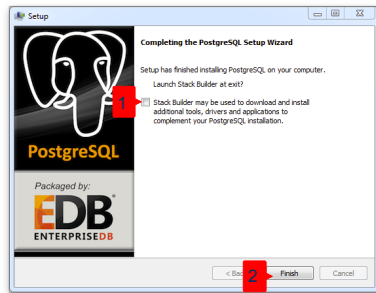 Setup
Completing the PostgreSQL Setup Wizard
Setup has finished installing PostgreSQL on your computer.
Launch Stack Builder at exit?
1
Stack Builder may be used to download and install
additional tools, drivers and applications to
complement your PostgreSQL installation.
PostgreSQL
Packaged by:
EDB
ENTERPRISEDB
< Bac
2
Finish
Cancel